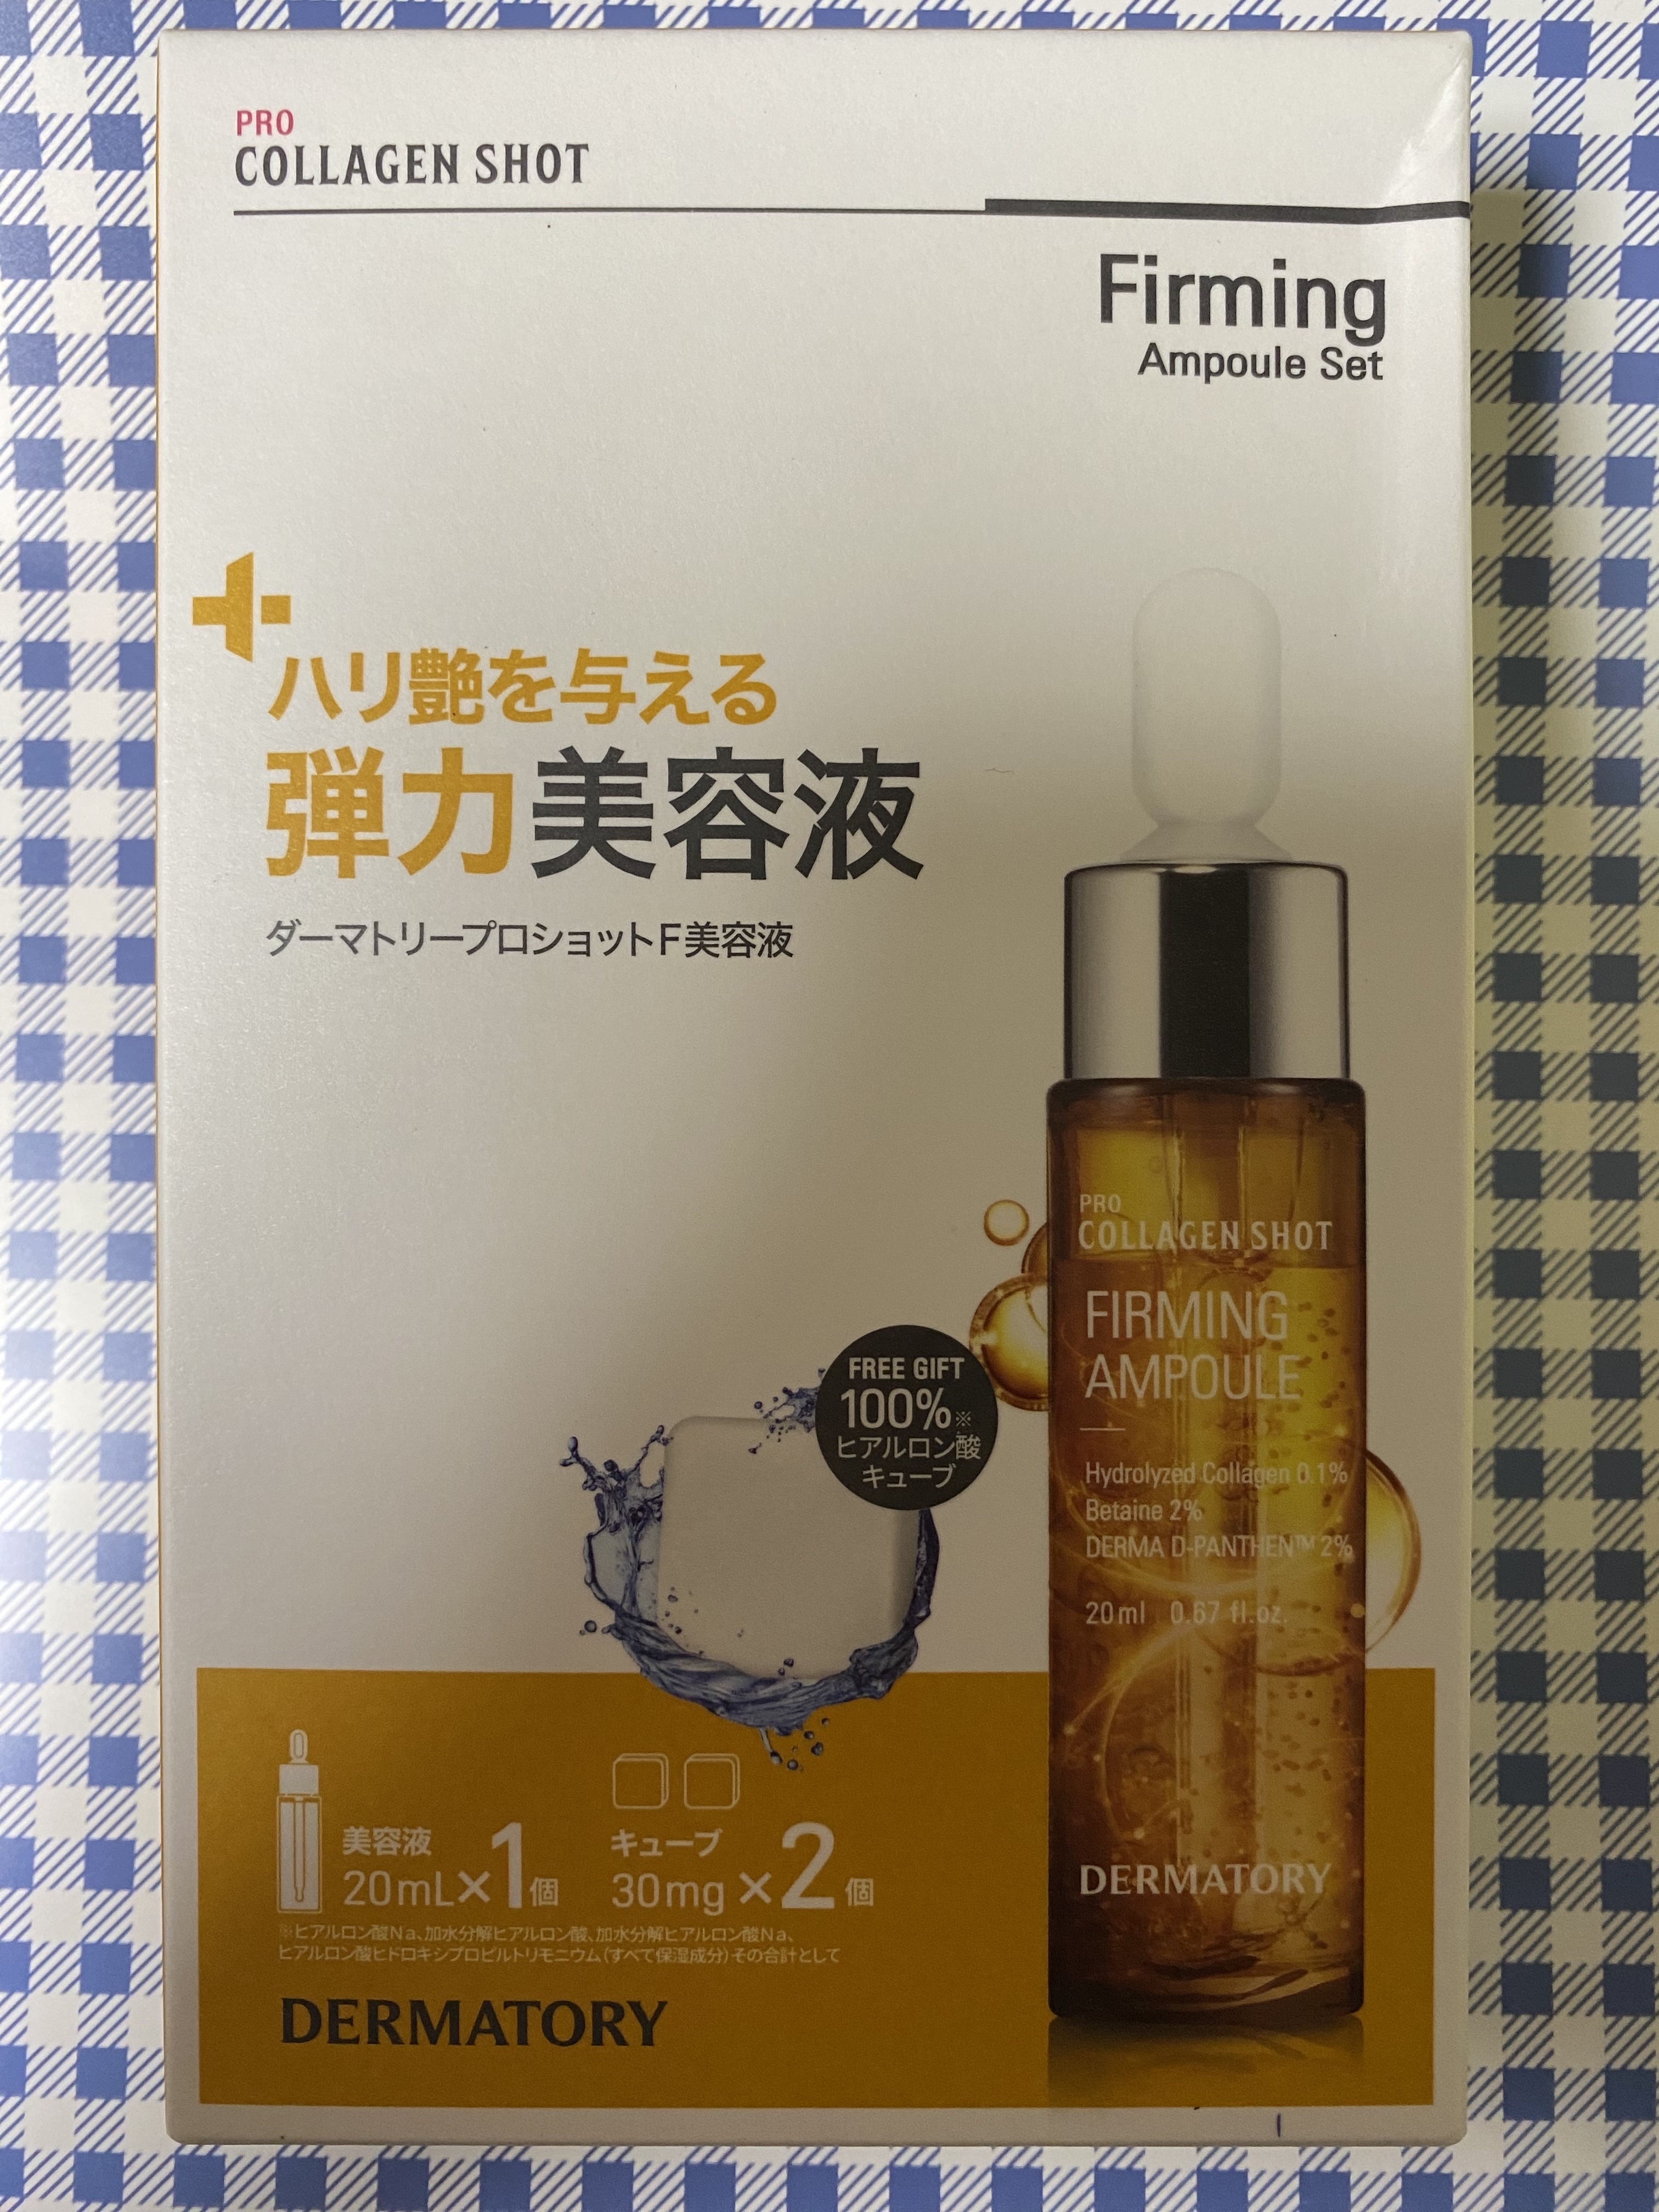 PRO
COLLAGEN SHOT
Firming
Ampoule Set
ハリ艶を与える
弾力美容液
ダーマトリープロショットF美容液
PRO
COLLAGEN SHOT
FIRMING
AMPOULE
Hydrolyzed Collagen 0.1%
Betaine 2%
DERMA D-PANTHEN™ 2%
20ml 0.67 fl.oz.
DERMATORY
FREE GIFT
100%※
ヒアルロン酸
キューブ
美容液
20mL×1個
キューブ
30mg×2個
※ヒアルロン酸Na、加水分解ヒアルロン酸、加水分解ヒアルロン酸Na、
ヒアルロン酸ヒドロキシプロピルトリモニウム(すべて保湿成分)その合計として
DERMATORY